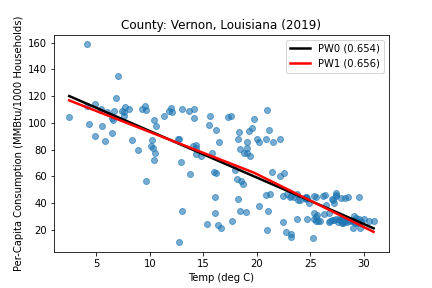 County: Vernon, Louisiana (2019)
PW0 (0.654)
PW1 (0.656)
Per-Capita Consumption (MMBtu/1000 Households)
160
140
120
100
80
60
40
20
5 10 15 20 25 30
Temp (deg C)